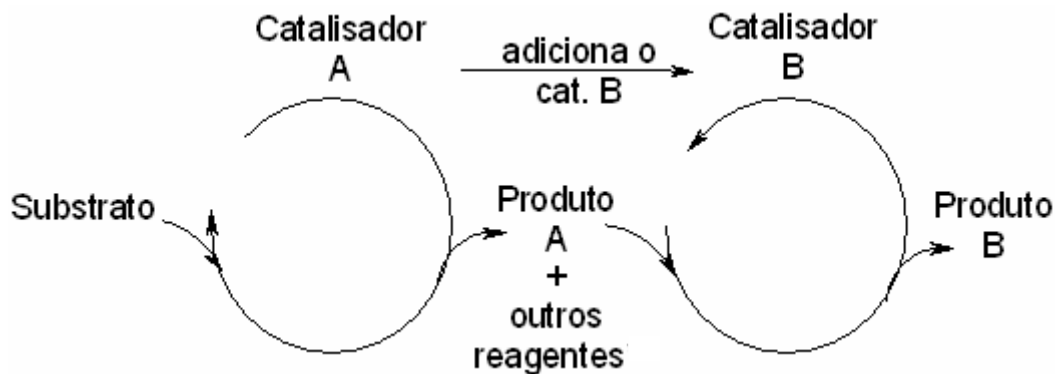 Catalisador
A
adiciona o
cat. B
Catalisador
B
Substrato
Produto
A
+
outros
reagentes
Produto
B